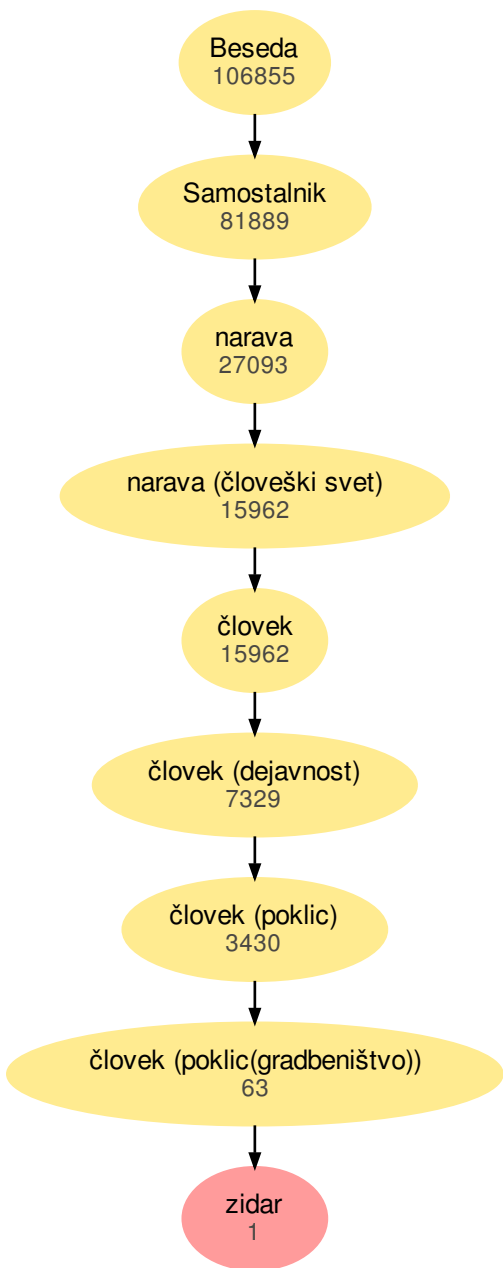 Beseda
106855
Samostalnik
81889
narava
27093
narava (človeški svet)
15962
človek
15962
človek (dejavnost)
7329
človek (poklic)
3430
človek (poklic(gradbeništvo))
63
zidar
1